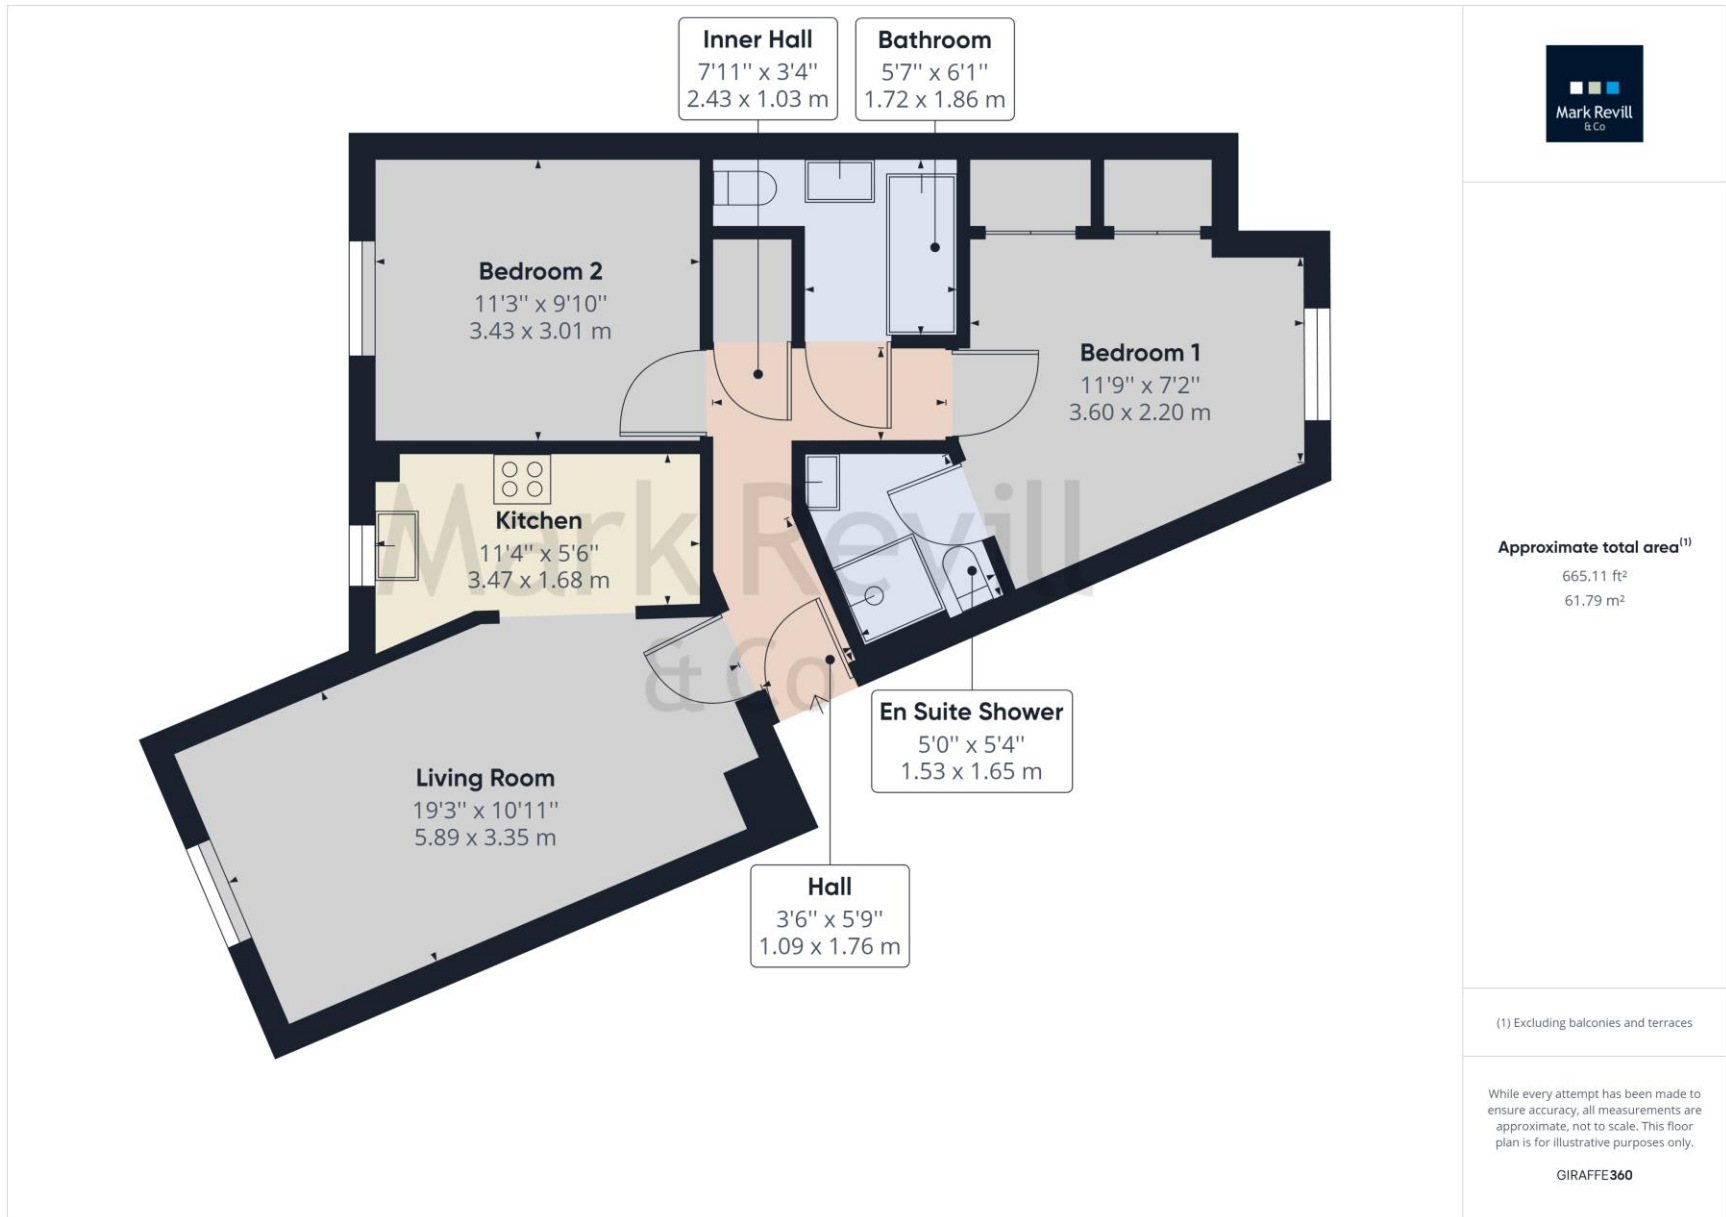 Inner Hall
7'11'' x 3'4''
2.43 x 1.03 m
Bathroom
5'7'' x 6'1''
1.72 x 1.86 m
Mark Revill
& Co
Bedroom 2
11'3'' x 9'10''
3.43 x 3.01 m
Bedroom 1
11'9'' x 7'2''
3.60 x 2.20 m
Kitchen
11'4'' x 5'6''
3.47 x 1.68 m
Mark Revill
& Co
En Suite Shower
5'0'' x 5'4''
1.53 x 1.65 m
Living Room
19'3'' x 10'11''
5.89 x 3.35 m
Hall
3'6'' x 5'9''
1.09 x 1.76 m
Approximate total area(1)
665.11 ft²
61.79 m²
(1) Excluding balconies and terraces
While every attempt has been made to
ensure accuracy, all measurements are
approximate, not to scale. This floor
plan is for illustrative purposes only.
GIRAFFE360